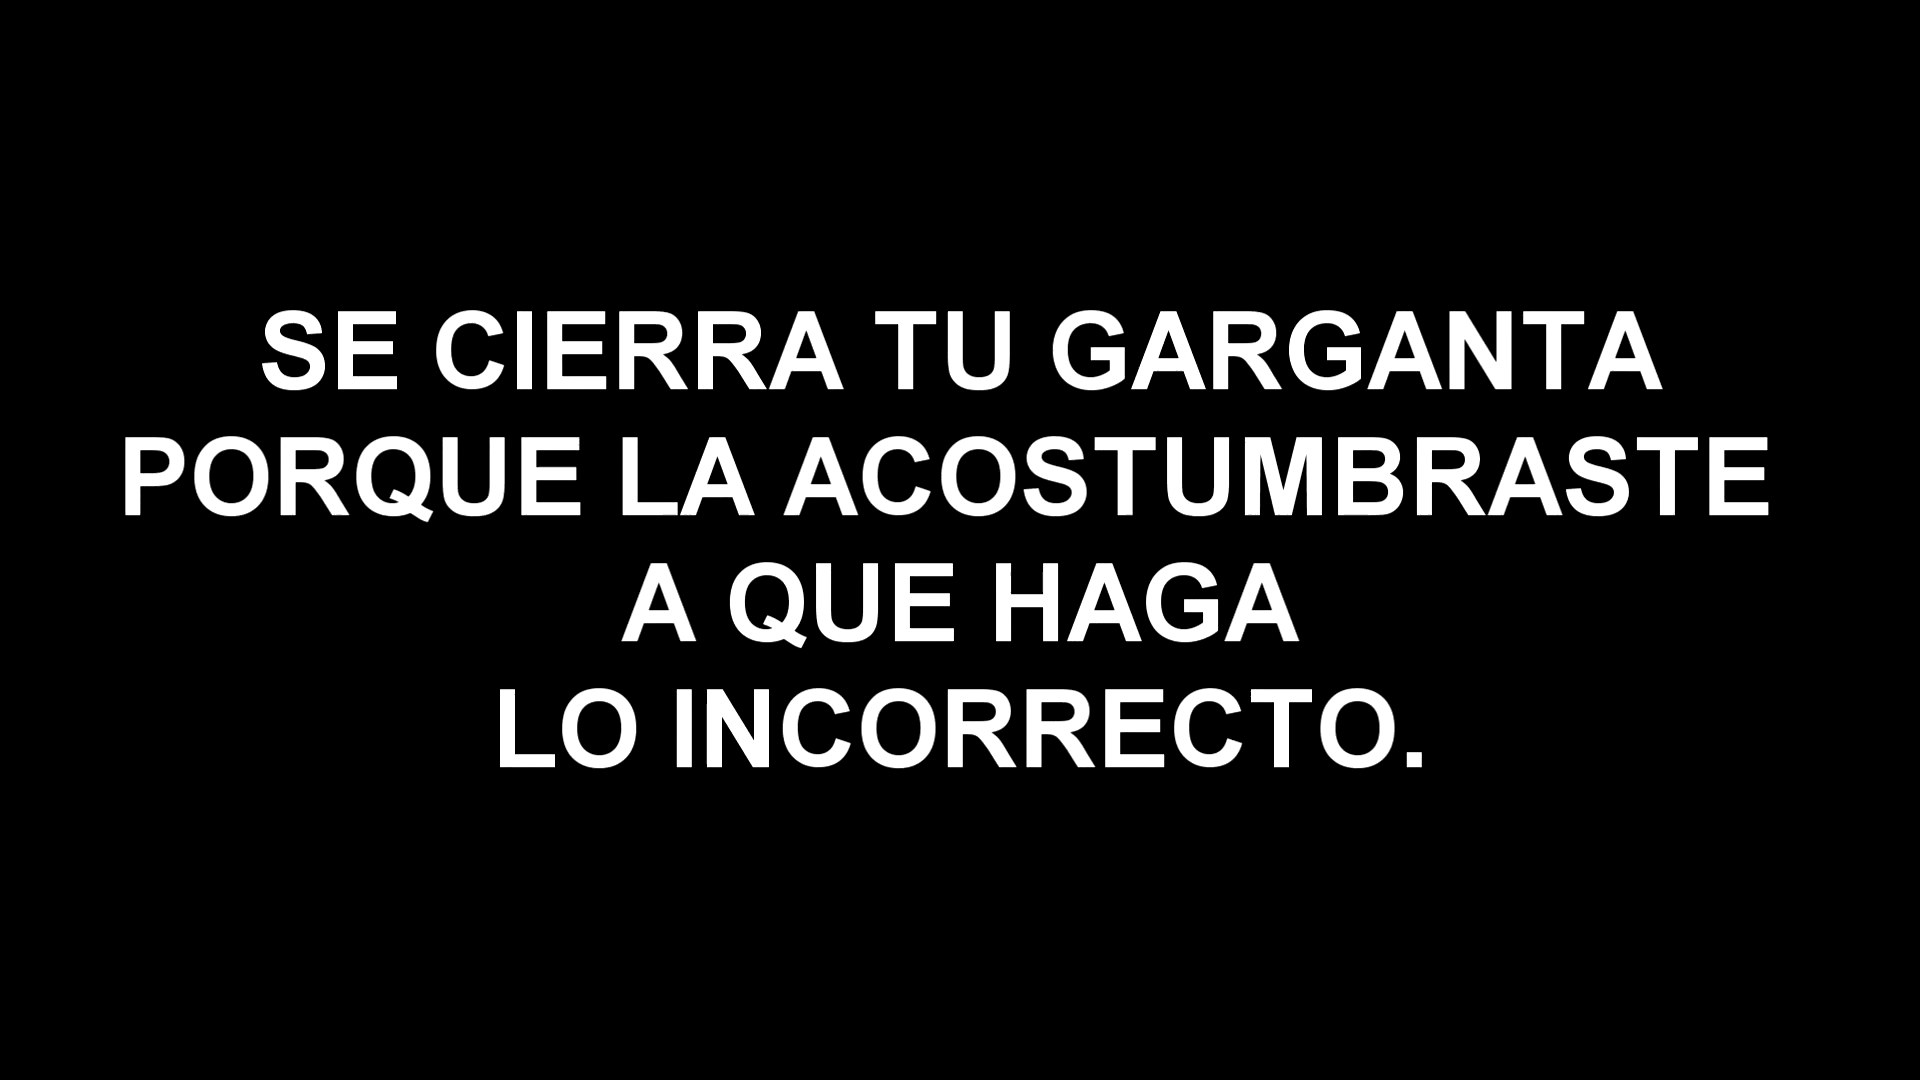 SE CIERRA TU GARGANTA
PORQUE LA ACOSTUMBRASTE
A QUE HAGA
LO INCORRECTO.